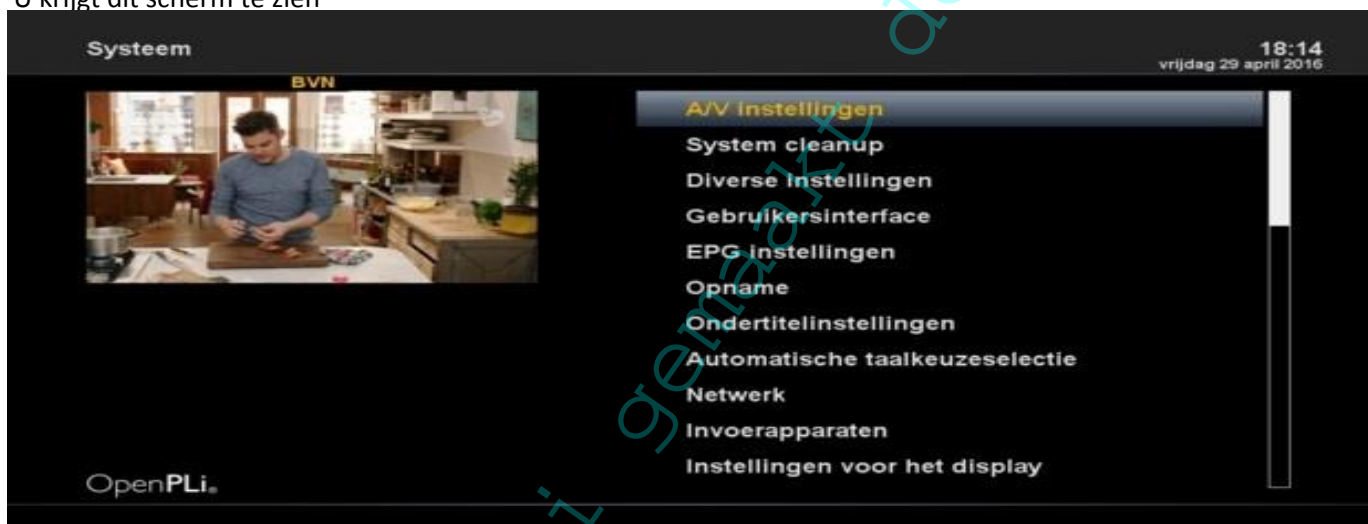 U krijgt dit scherm te zien
Systeem
18:14
vrijdag 29 april 2016
BVN
A/V instellingen
System cleanup
Diverse Instellingen
Gebruikersinterface
EPG instellingen
Opname
Ondertitelinstellingen
Automatische taalkeuzeselectie
Netwerk
Invoerapparaten
Instellingen voor het display
OpenPLi®
gemaakt